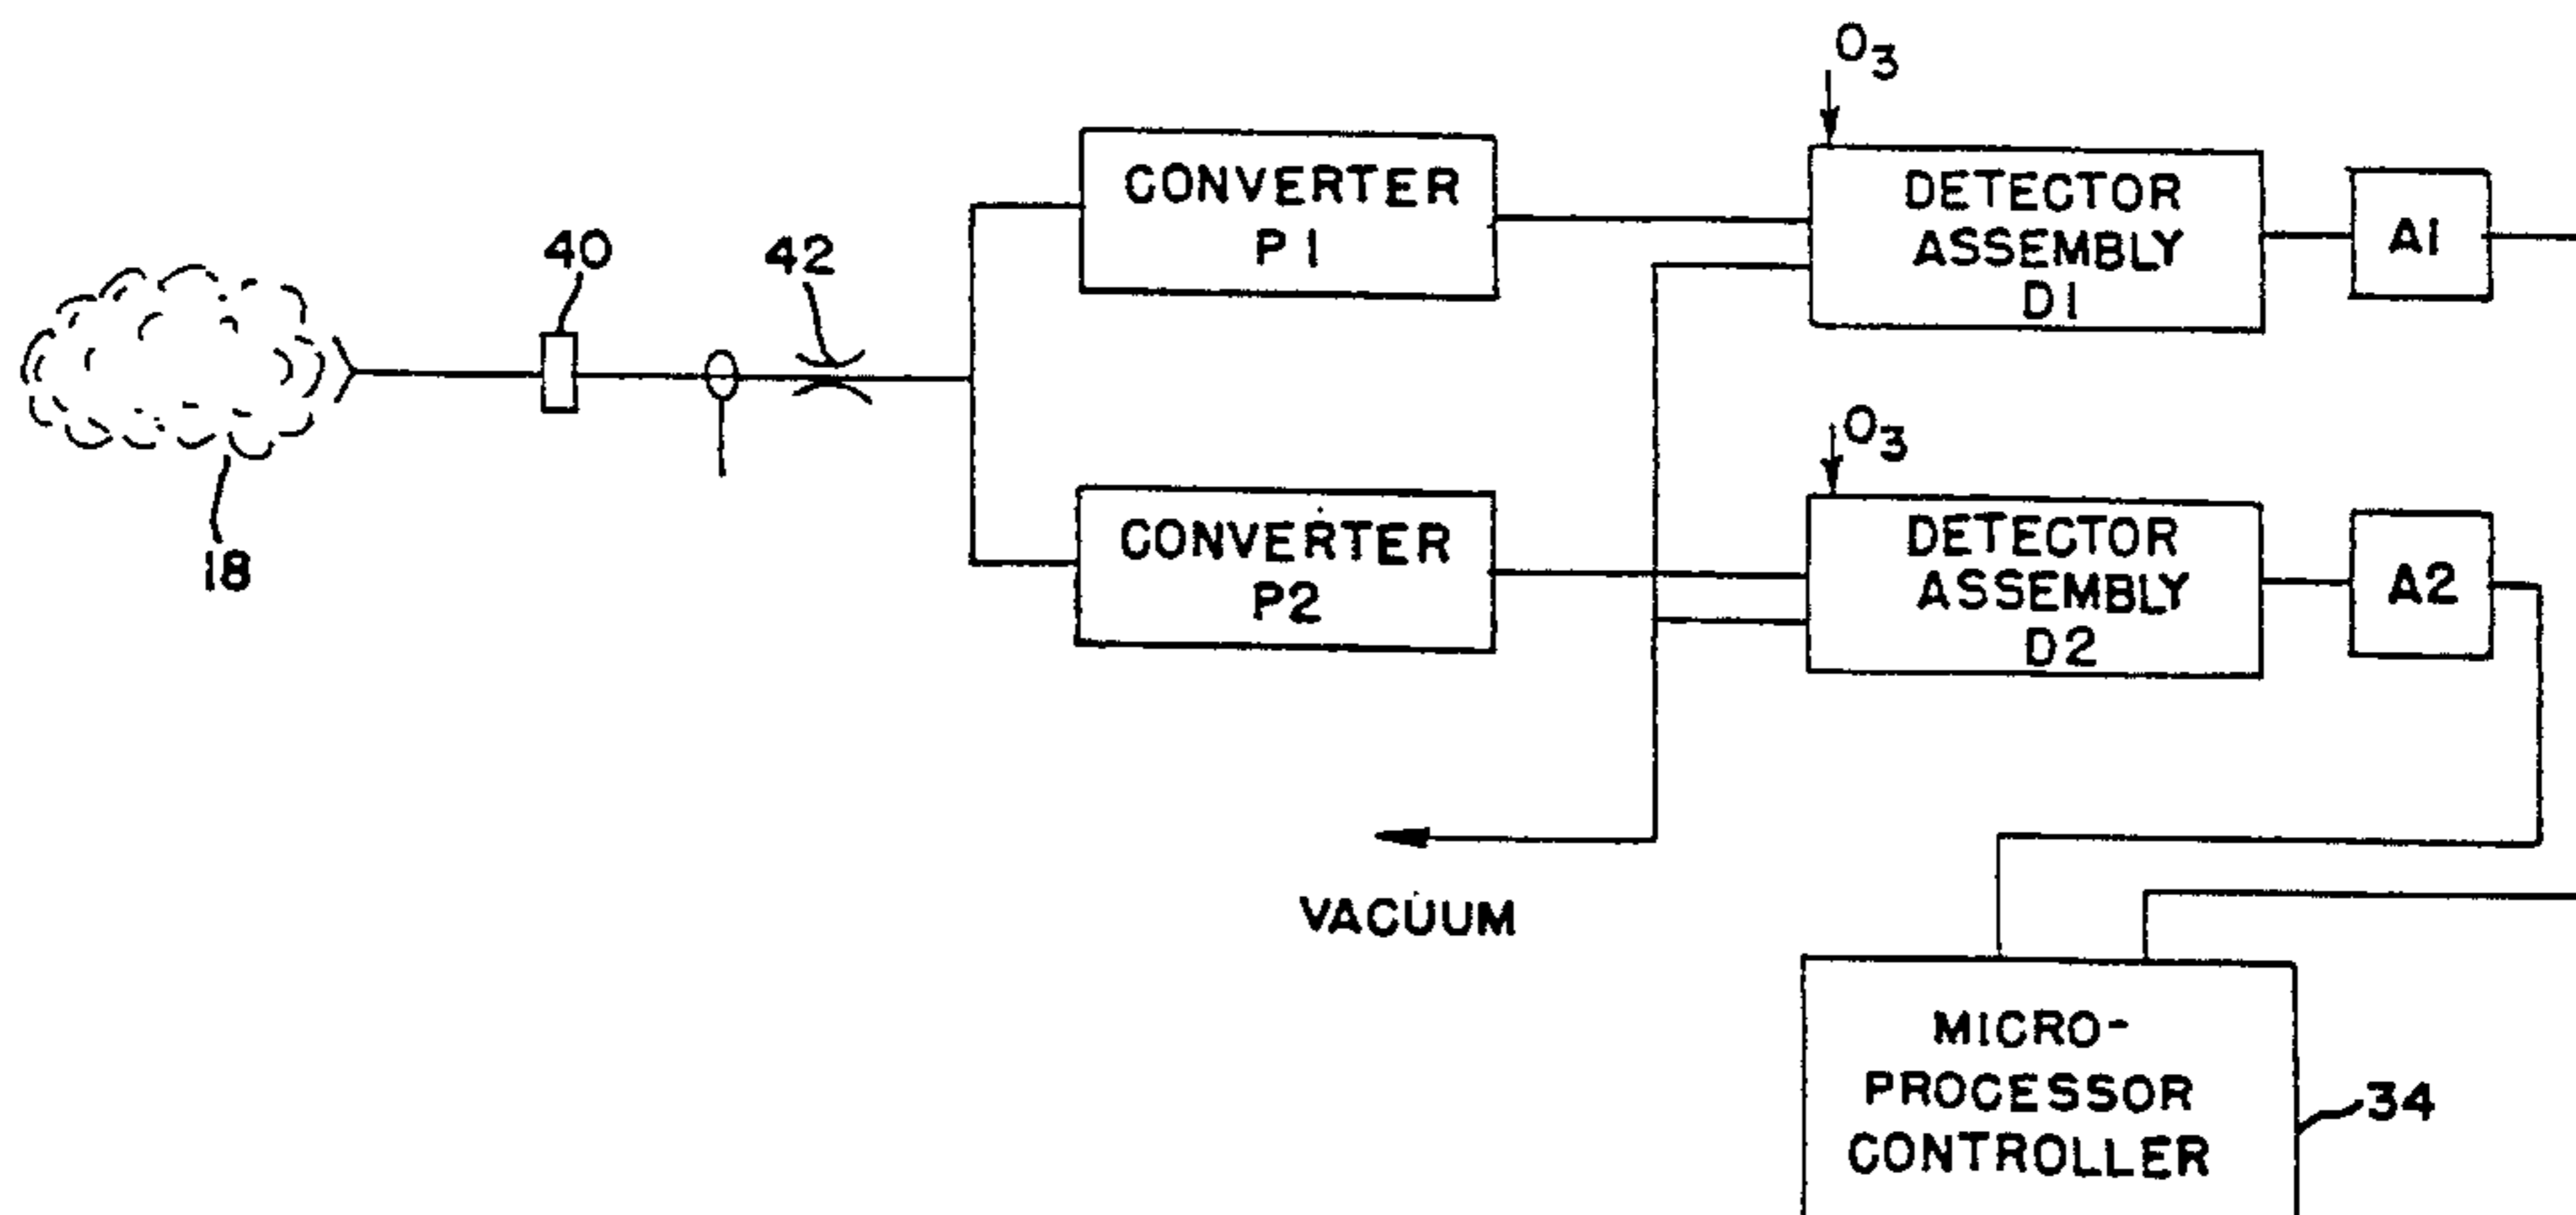 O3
CONVERTER
P1
DETECTOR
ASSEMBLY
D1
A1
40
42
18
O3
CONVERTER
P2
DETECTOR
ASSEMBLY
D2
A2
VACUUM
MICRO-
PROCESSOR
CONTROLLER
34